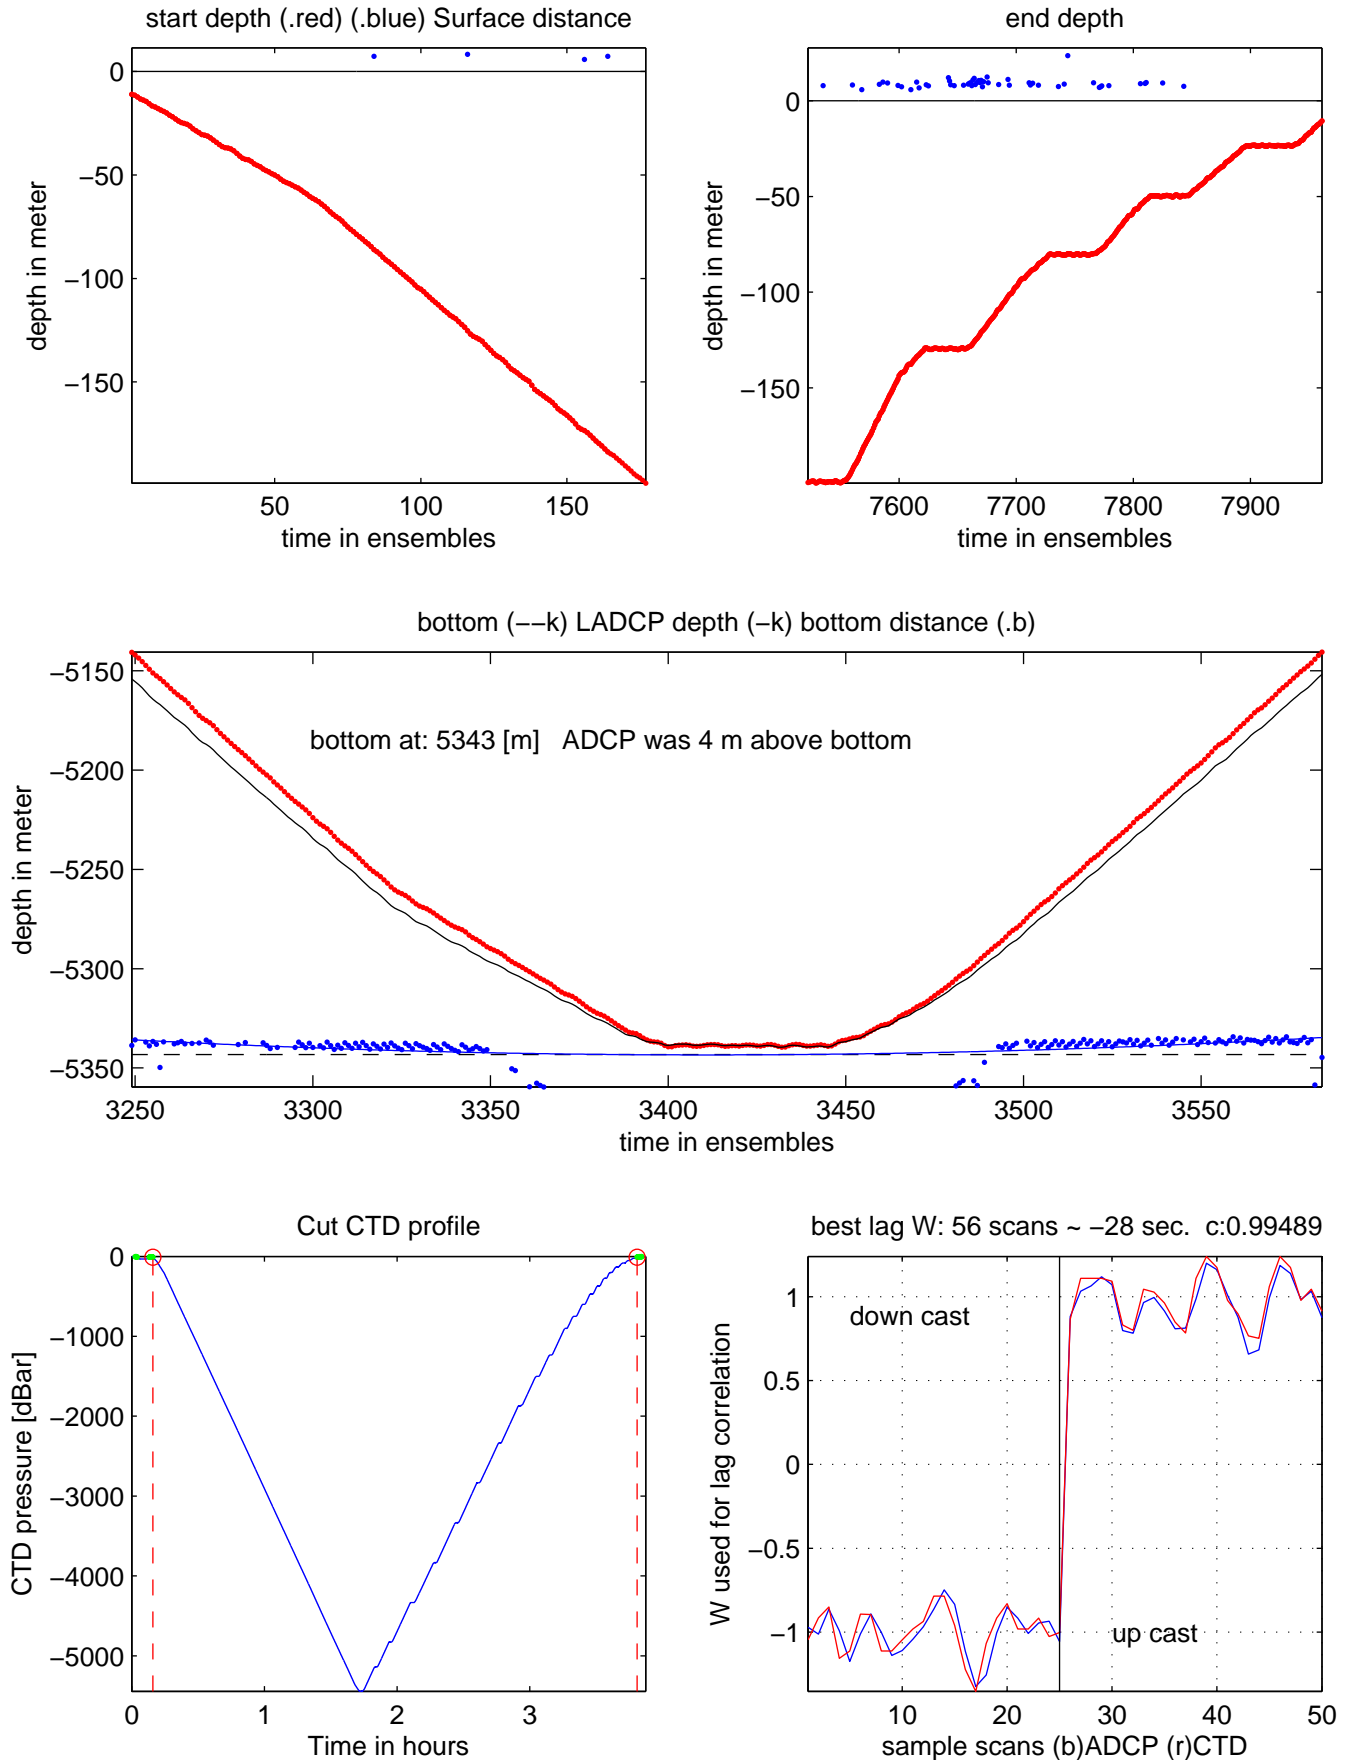 start depth (.red) (.blue) Surface distance
0
−50
−100
−150
depth in meter
50
100
150
time in ensembles
end depth
0
−50
−100
−150
depth in meter
7600
7700
7800
7900
time in ensembles
bottom (−−k) LADCP depth (−k) bottom distance (.b)
−5150
−5200
−5250
−5300
−5350
depth in meter
bottom at: 5343 [m]   ADCP was 4 m above bottom
3250
3300
3350
3400
3450
3500
3550
time in ensembles
Cut CTD profile
0
−1000
−2000
−3000
−4000
−5000
CTD pressure [dBar]
0
1
2
3
Time in hours
best lag W: 56 scans ~ −28 sec.  c:0.99489
1
0.5
0
−0.5
−1
W used for lag correlation
down cast
up cast
10
20
30
40
50
sample scans (b)ADCP (r)CTD